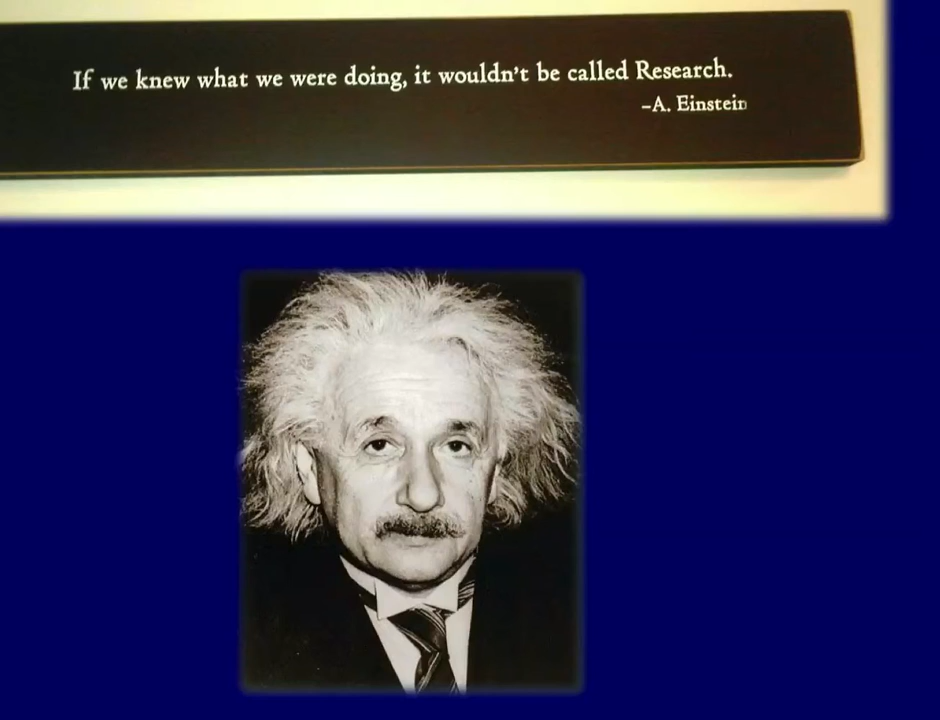 If we knew what we were doing, it wouldn't be called Research.
–A. Einstein